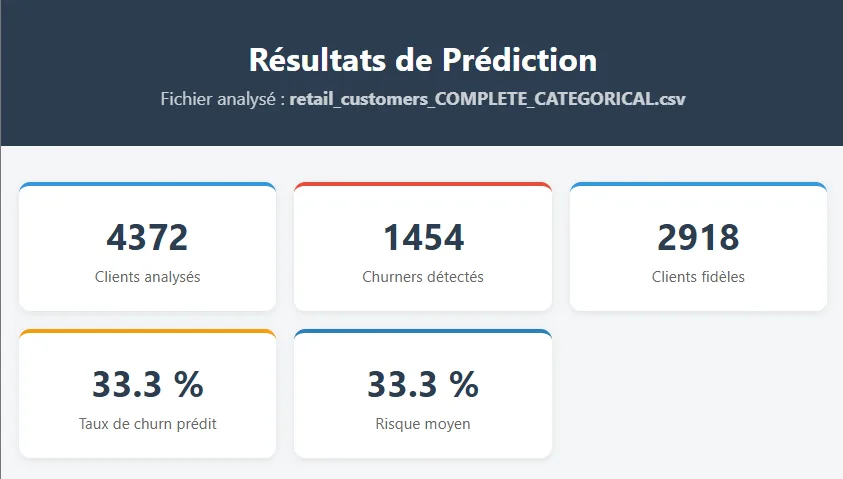 Résultats de Prédiction
Fichier analysé : retail_customers_COMPLETE_CATEGORICAL.csv
4372
Clients analysés
1454
Churners détectés
2918
Clients fidèles
33.3 %
Taux de churn prédit
33.3 %
Risque moyen